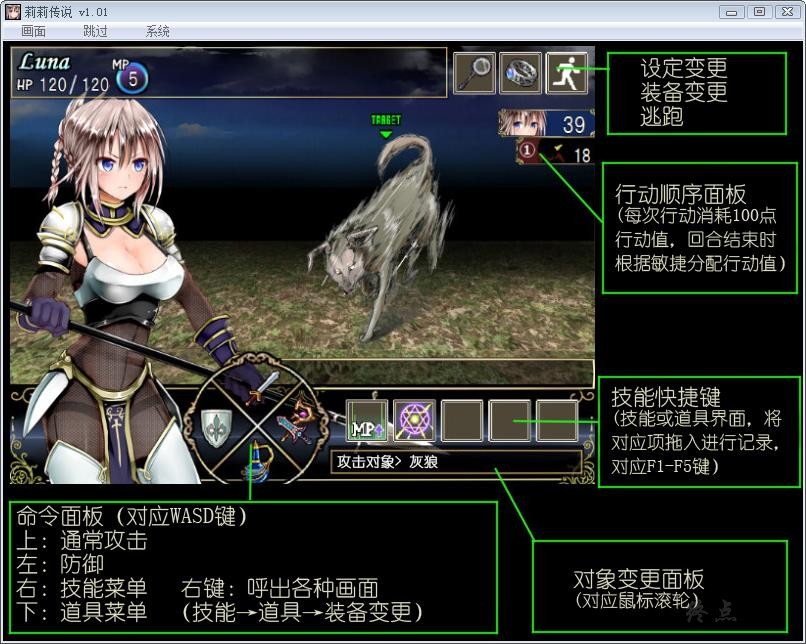 莉莉传说 v1.01
画面 跳过 系统
Luna
MP 5
HP 120/120
TARGET
39
1 18
设定变更
装备变更
逃跑
行动顺序面板
(每次行动消耗100点
行动值，回合结束时
根据敏捷分配行动值)
MP
技能快捷键
(技能或道具界面，将
对应项拖入进行记录，
对应F1-F5键)
攻击对象> 灰狼
命令面板 (对应WASD键)
上: 通常攻击
左: 防御
右: 技能菜单 右键: 呼出各种画面
下: 道具菜单 (技能→道具→装备变更)
对象变更面板
(对应鼠标滚轮)
终点